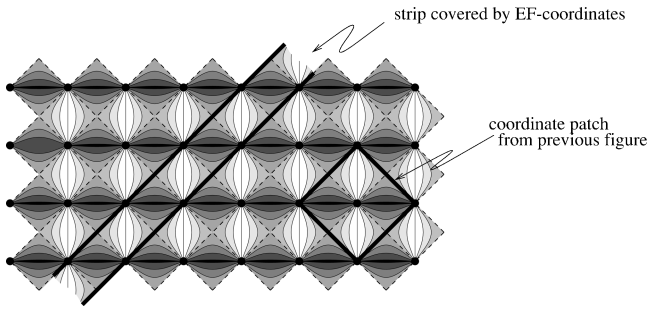 strip covered by EF-coordinates
coordinate patch
from previous figure